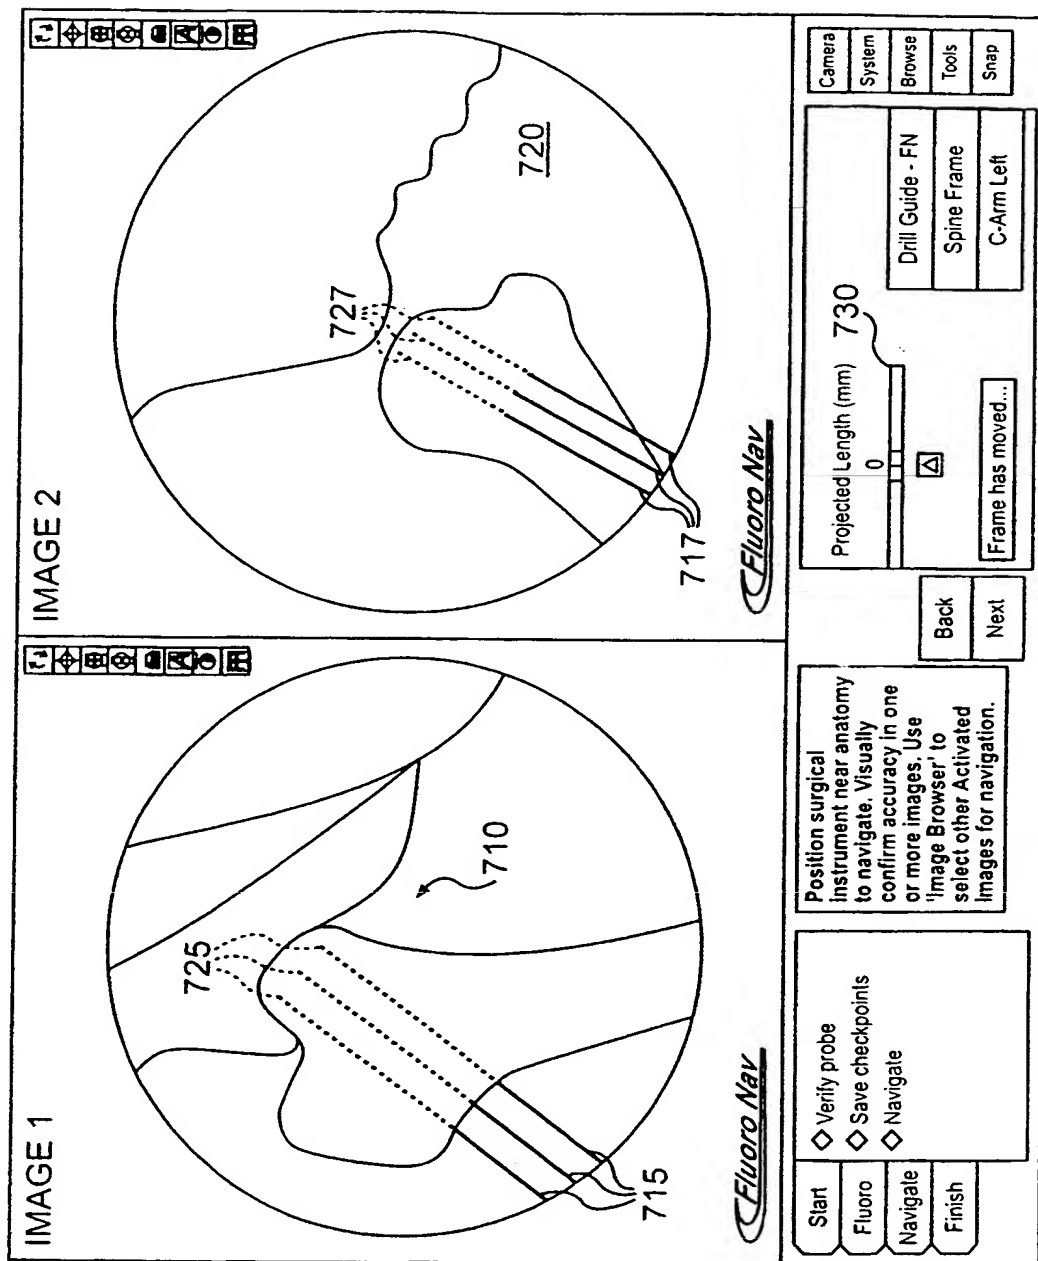 IMAGE 1
725
710
715
Fluoro Nav
IMAGE 2
727
720
717
Fluoro Nav
Start
Fluoro
Navigate
Finish
Verify probe
Save checkpoints
Navigate
Position surgical
instrument near anatomy
to navigate. Visually
confirm accuracy in one
or more images. Use
'Image Browser' to
select other Activated
Images for navigation.
Back
Next
Projected Length (mm)
0
730
Frame has moved...
Drill Guide - FN
Spine Frame
C-Arm Left
Camera
System
Browse
Tools
Snap